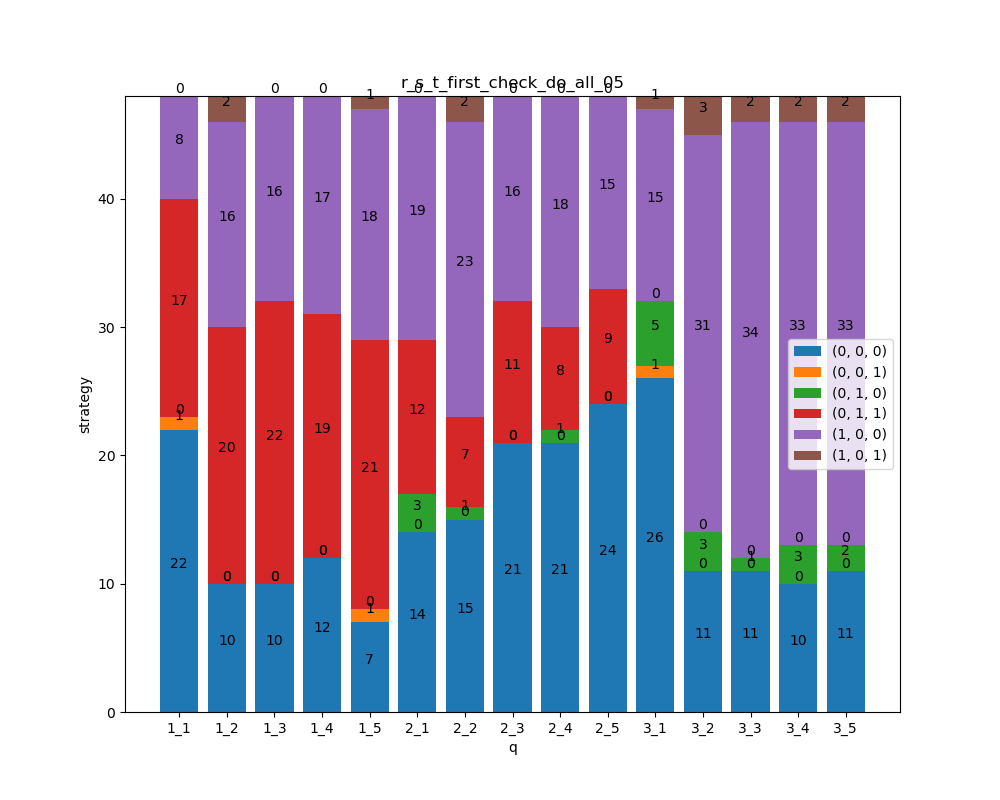 r_s_t_first_check_do_all_05
0 0 0 0 0 0 0
1 1
2 2 3 2 2 2
8 16 16 17 18 19 23 16 18 15 15 31 34 33 33
17 20 22 19 21 12 7 11 8 9 0 0 0 0 0
0 0 0 0 0 3 1 0 1 0 5 3 1 3 2
1 0 0 0 1 0 0 0 0 0 1 0 0 0 0
22 10 10 12 7 14 15 21 21 24 26 11 11 10 11
40
30
20
10
0
strategy
(0, 0, 0)
(0, 0, 1)
(0, 1, 0)
(0, 1, 1)
(1, 0, 0)
(1, 0, 1)
1_1 1_2 1_3 1_4 1_5 2_1 2_2 2_3 2_4 2_5 3_1 3_2 3_3 3_4 3_5
q